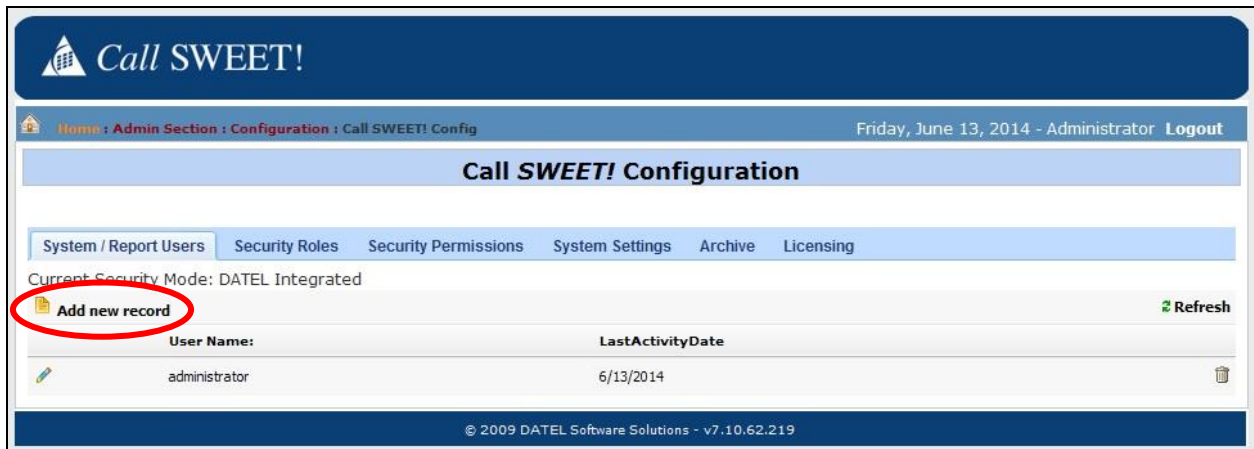 Call SWEET!
Home : Admin Section : Configuration : Call SWEET! Config Friday, June 13, 2014 - Administrator Logout
Call SWEET! Configuration
System / Report Users Security Roles Security Permissions System Settings Archive Licensing
Current Security Mode: DATEL Integrated
Add new record Refresh
User Name: LastActivityDate
administrator 6/13/2014
© 2009 DATEL Software Solutions - v7.10.62.219